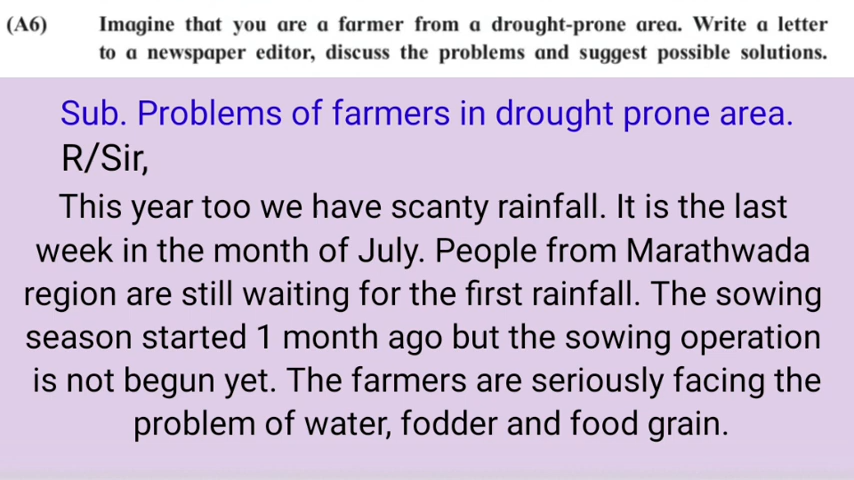 (A6) Imagine that you are a farmer from a drought-prone area. Write a letter
to a newspaper editor, discuss the problems and suggest possible solutions.
Sub. Problems of farmers in drought prone area.
R/Sir,
This year too we have scanty rainfall. It is the last
week in the month of July. People from Marathwada
region are still waiting for the first rainfall. The sowing
season started 1 month ago but the sowing operation
is not begun yet. The farmers are seriously facing the
problem of water, fodder and food grain.